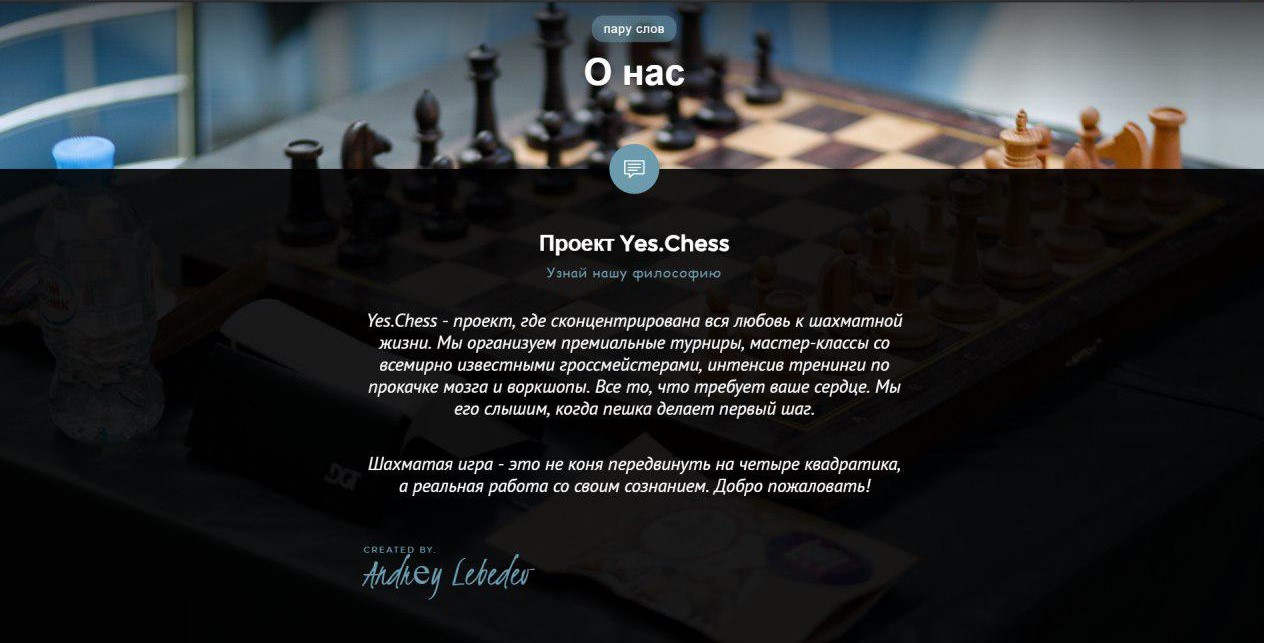 пару слов
О нас
Проект Yes.Chess
Узнай нашу философию
Yes.Chess - проект, где сконцентрирована вся любовь к шахматной
жизни. Мы организуем премиальные турниры, мастер-классы со
всемирно известными гроссмейстерами, интенсив тренинги по
прокачке мозга и воркшопы. Все то, что требует ваше сердце. Мы
его слышим, когда пешка делает первый шаг.
Шахматая игра - это не коня передвинуть на четыре квадратика,
а реальная работа со своим сознанием. Добро пожаловать!
DGT
CREATED BY.
Andrey Lebedev